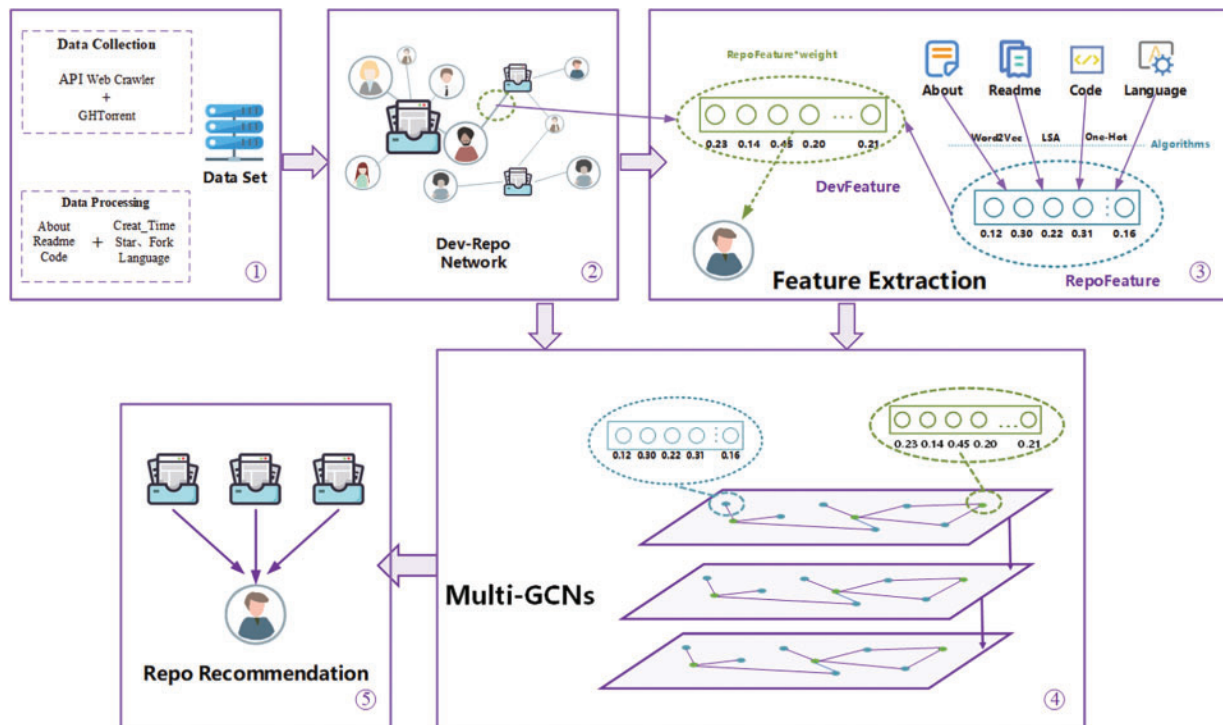 Data Collection
API Web Crawler
+
GHTorrent
Data Set
Data Processing
About
Readme
Code
+
Creat_Time
Star、Fork
Language
①
Dev-Repo
Network
②
RepoFeature*weight
0.23 0.14 0.45 0.20 ... 0.21
DevFeature
About Readme Code Language
Word2Vec LSA One-Hot Algorithms
0.12 0.30 0.22 0.31 0.16
RepoFeature
Feature Extraction
③
0.12 0.30 0.22 0.31 0.16
...
0.23 0.14 0.45 0.20 0.21
Multi-GCNs
④
Repo Recommendation
⑤